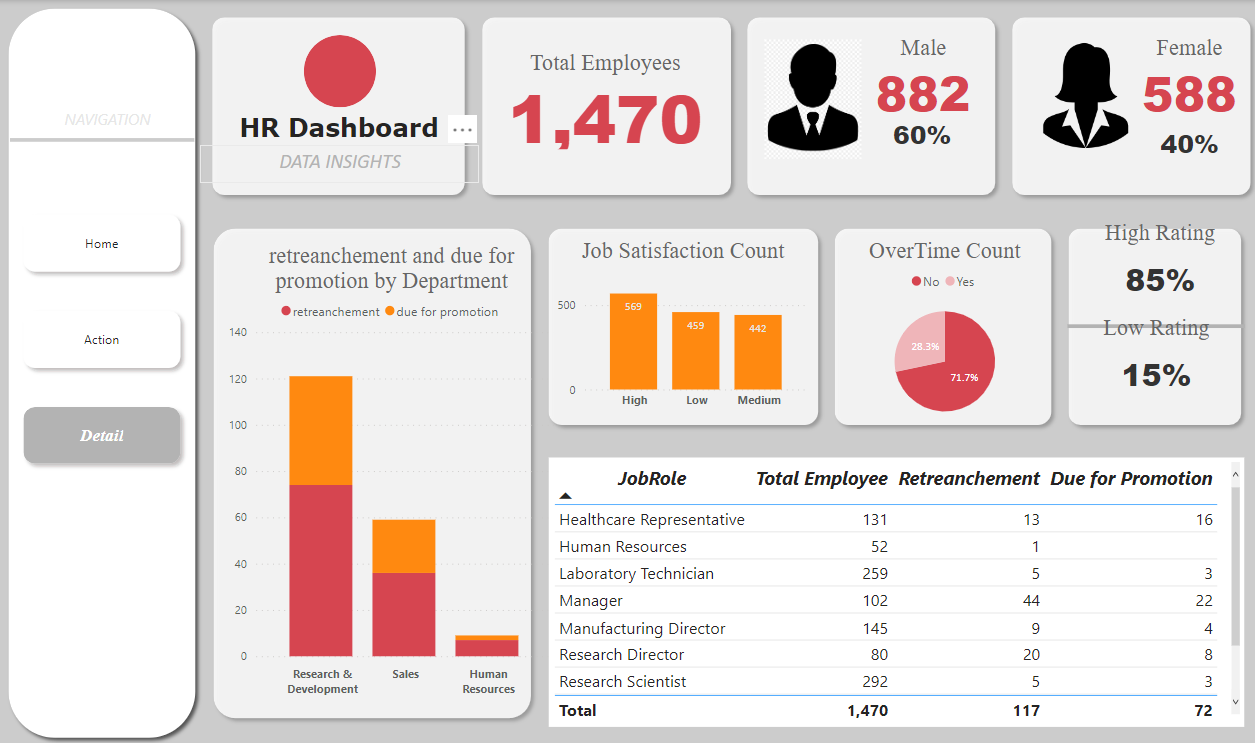 NAVIGATION
Home
Action
Detail
HR Dashboard
...
DATA INSIGHTS
Total Employees
1,470
Male
882
60%
Female
588
40%
retreanchement and due for
promotion by Department
retreanchement due for promotion
140
120
100
80
60
40
20
0
Research &
Development
Sales
Human
Resources
Job Satisfaction Count
500
0
569
459
442
High Low Medium
OverTime Count
No Yes
28.3%
71.7%
High Rating
85%
Low Rating
15%
JobRole Total Employee Retreanchement Due for Promotion
Healthcare Representative 131 13 16
Human Resources 52 1
Laboratory Technician 259 5 3
Manager 102 44 22
Manufacturing Director 145 9 4
Research Director 80 20 8
Research Scientist 292 5 3
Total 1,470 117 72